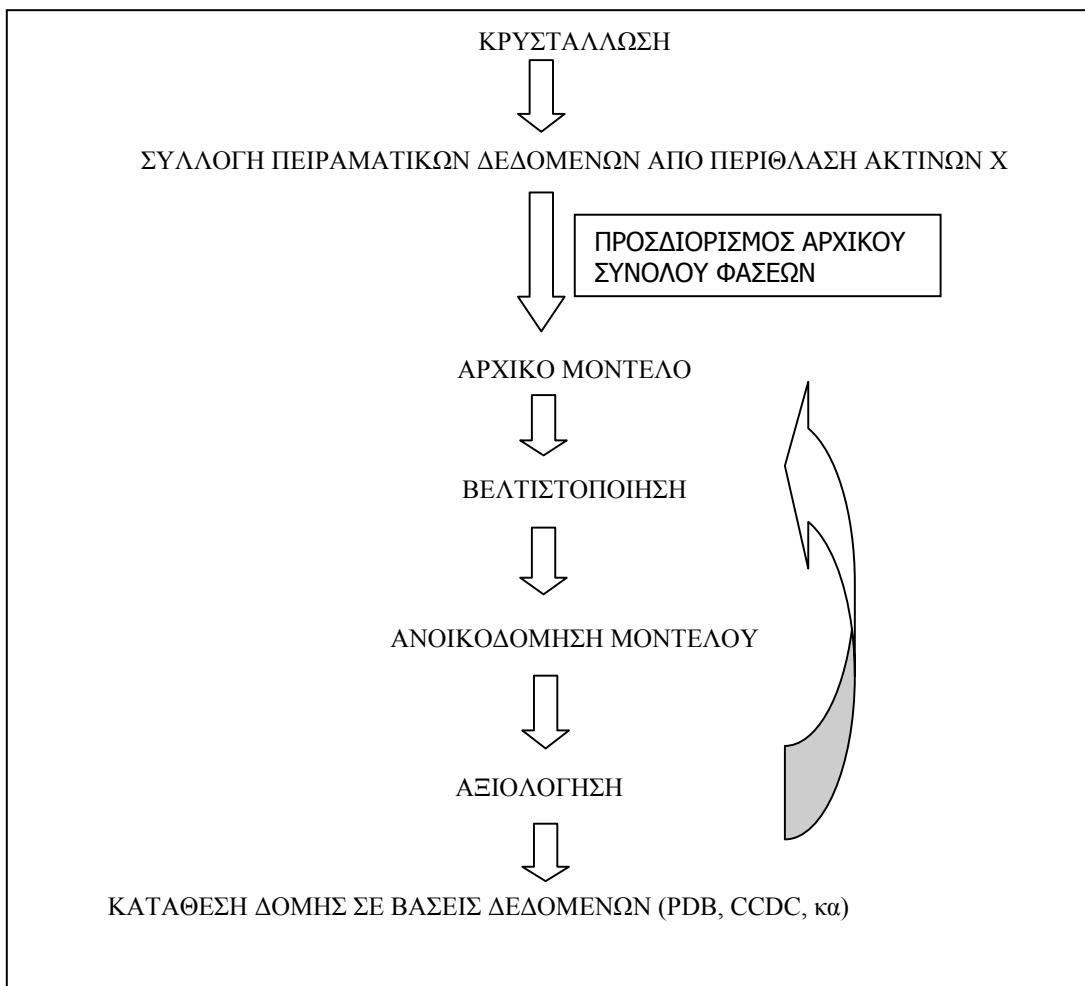 ΚΡΥΣΤΑΛΛΩΣΗ
ΣΥΛΛΟΓΗ ΠΕΙΡΑΜΑΤΙΚΩΝ ΔΕΔΟΜΕΝΩΝ ΑΠΟ ΠΕΡΙΘΛΑΣΗ ΑΚΤΙΝΩΝ Χ
ΠΡΟΣΔΙΟΡΙΣΜΟΣ ΑΡΧΙΚΟΥ
ΣΥΝΟΛΟΥ ΦΑΣΕΩΝ
ΑΡΧΙΚΟ ΜΟΝΤΕΛΟ
ΒΕΛΤΙΣΤΟΠΟΙΗΣΗ
ΑΝΟΙΚΟΔΟΜΗΣΗ ΜΟΝΤΕΛΟΥ
ΑΞΙΟΛΟΓΗΣΗ
ΚΑΤΑΘΕΣΗ ΔΟΜΗΣ ΣΕ ΒΑΣΕΙΣ ΔΕΔΟΜΕΝΩΝ (PDB, CCDC, κα)